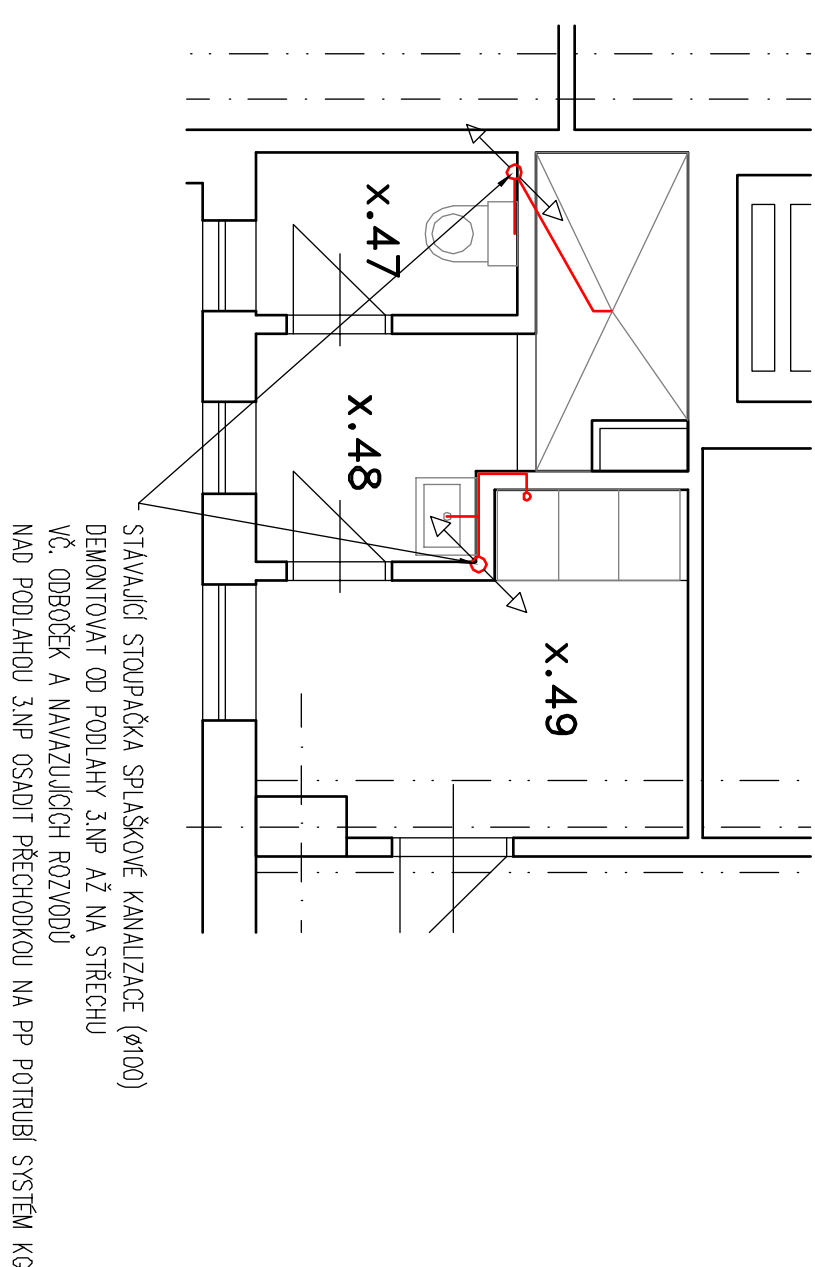 x.47
x.48
x.49
STÁVAJÍCÍ STOUPAČKA SPLAŠKOVÉ KANALIZACE (ø100)
DEMONTOVAT OD PODLAHY 3.NP AŽ NA STŘECHU
VČ. ODBOČEK A NAVAZUJÍCÍCH ROZVODŮ
NAD PODLAHOU 3.NP OSADIT PŘECHODKOU NA PP POTRUBÍ SYSTÉM KG